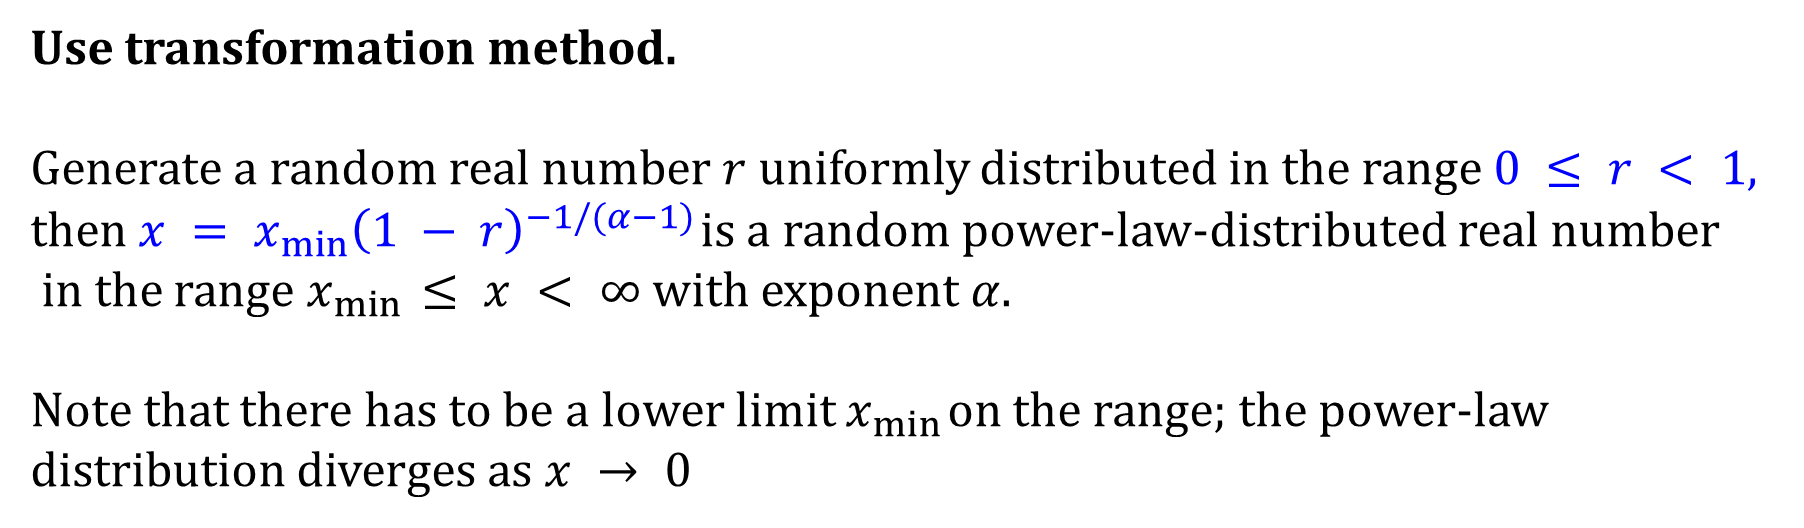 Use transformation method.
Generate a random real number r uniformly distributed in the range 0 ≤ r < 1,
then x = x_min(1 − r)^{−1/(α−1)} is a random power-law-distributed real number
in the range x_min ≤ x < ∞ with exponent α.
Note that there has to be a lower limit x_min on the range; the power-law
distribution diverges as x → 0